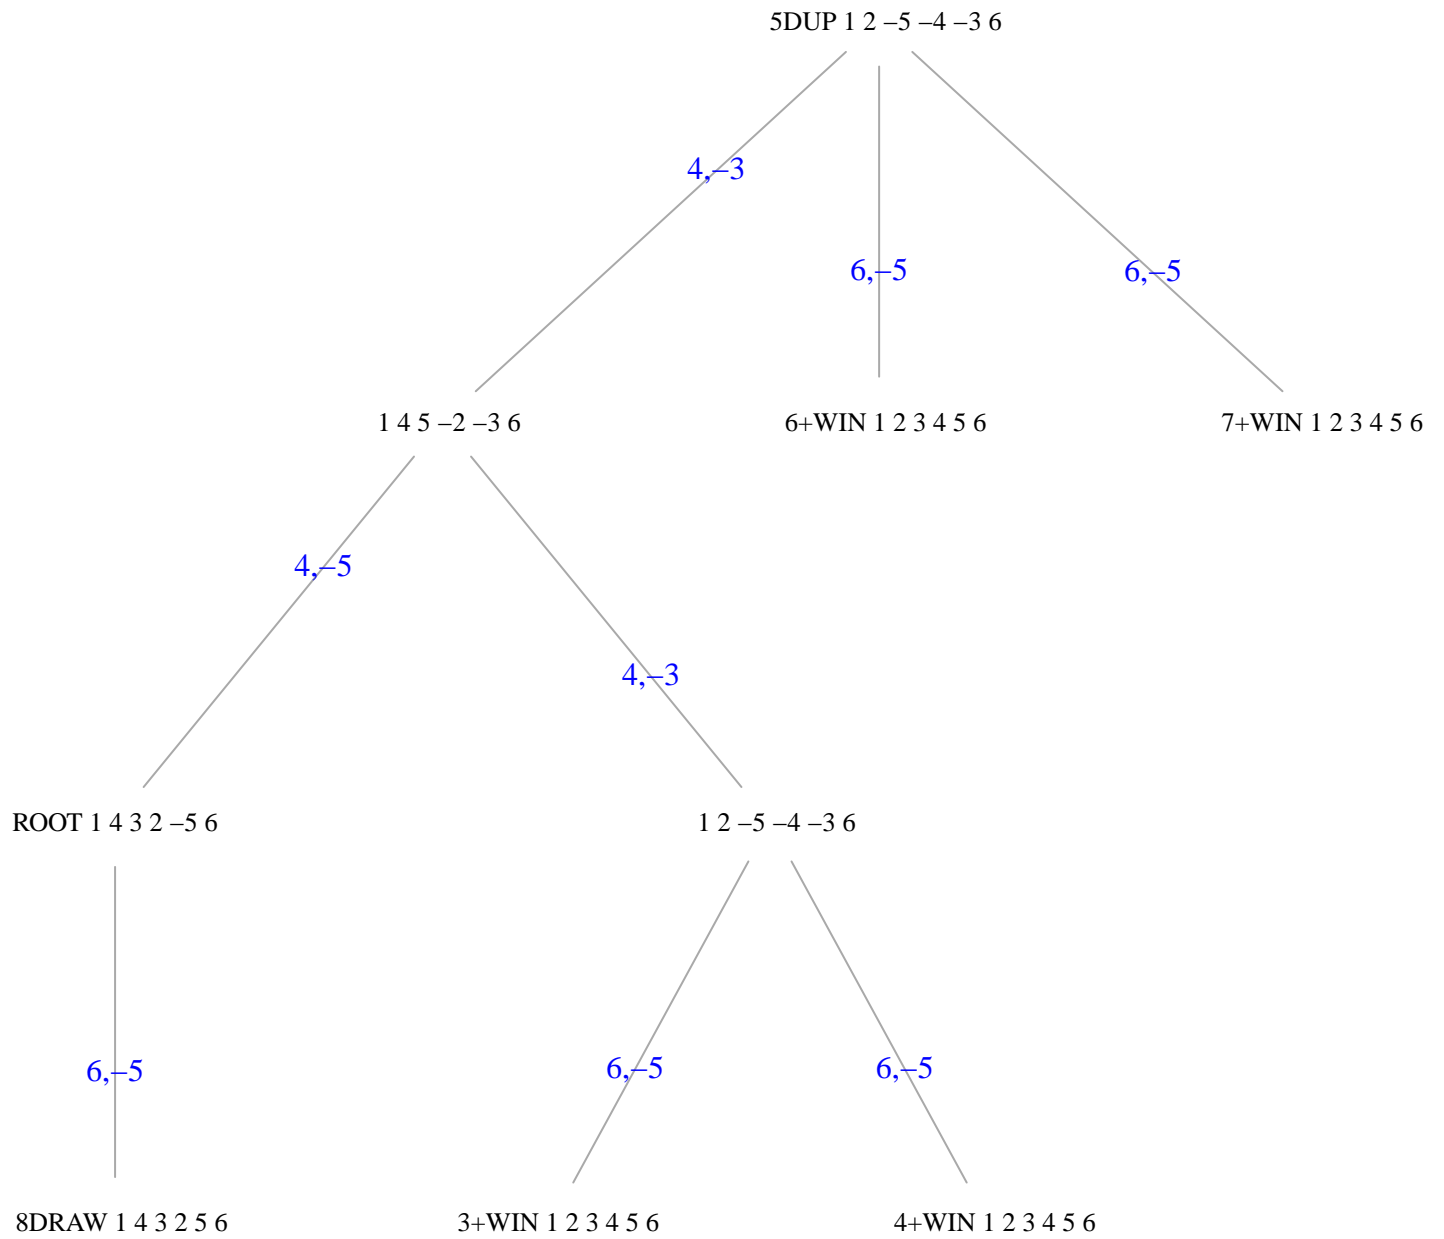 5DUP 1 2 –5 –4 –3 6
4,–3
6,–5
6,–5
1 4 5 –2 –3 6
6+WIN 1 2 3 4 5 6
7+WIN 1 2 3 4 5 6
4,–5
4,–3
ROOT 1 4 3 2 –5 6
1 2 –5 –4 –3 6
6,–5
6,–5
6,–5
8DRAW 1 4 3 2 5 6
3+WIN 1 2 3 4 5 6
4+WIN 1 2 3 4 5 6